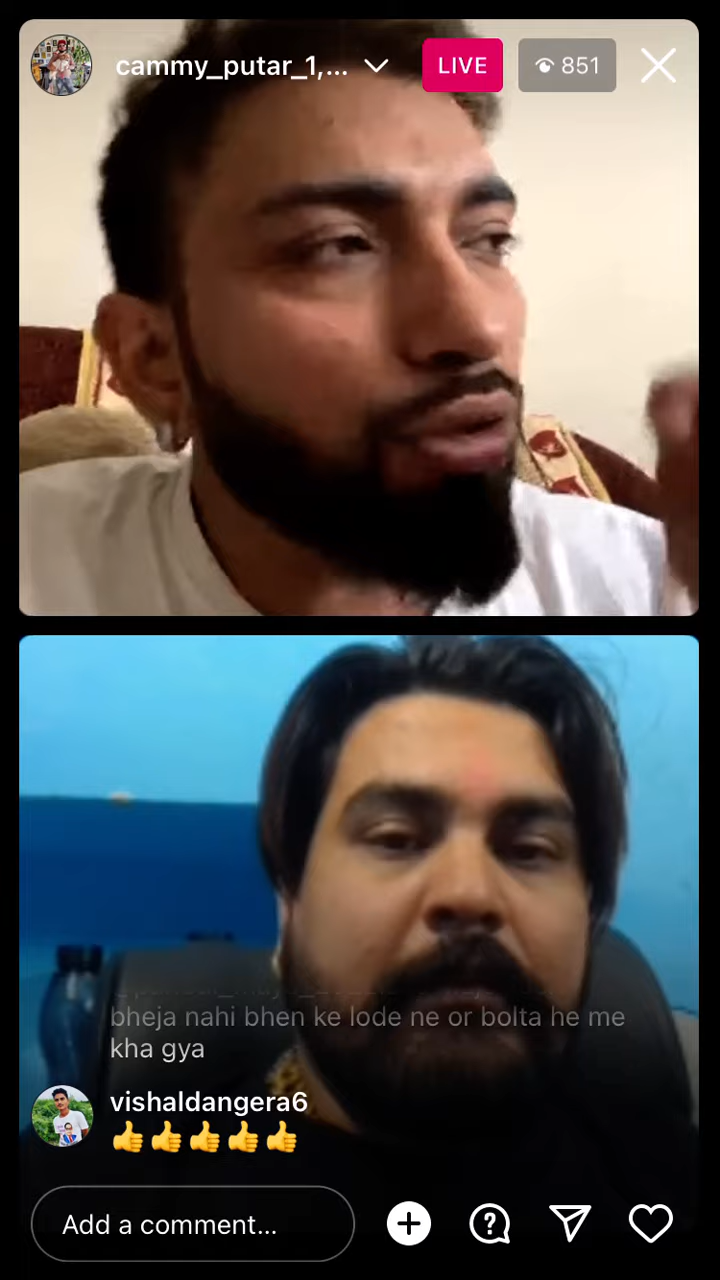 cammy_putar_1,...
LIVE
851
bheja nahi bhen ke lode ne or bolta he me
kha gya
vishaldangera6
👍👍👍👍👍
Add a comment...